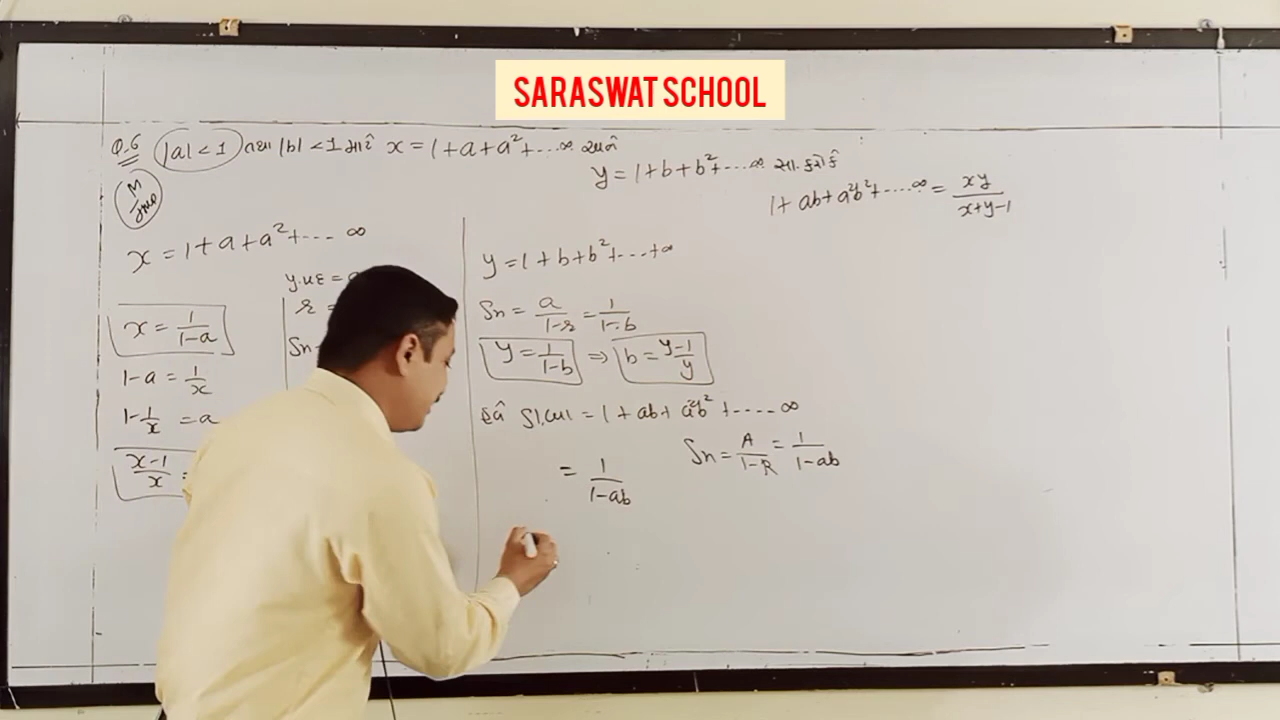 SARASWAT SCHOOL
Q.6 |a| < 1 તથા |b| < 1 માટે x = 1 + a + a² + .... ∞ અને
y = 1 + b + b² + .... ∞ સા. કરો કે
1 + ab + a²b² + ..... ∞ = xy / x+y-1
x = 1 + a + a² + .... ∞
x = 1/1-a
1-a = 1/x
1-1/x = a
x-1/x =
r =
Sn =
y = 1 + b + b² + .... + ∞
Sn = a/1-r = 1/1-b
y = 1/1-b ⇒ b = y-1/y
હવે ડા.બા = 1 + ab + a²b² + ..... ∞
Sn = A/1-R = 1/1-ab
= 1/1-ab